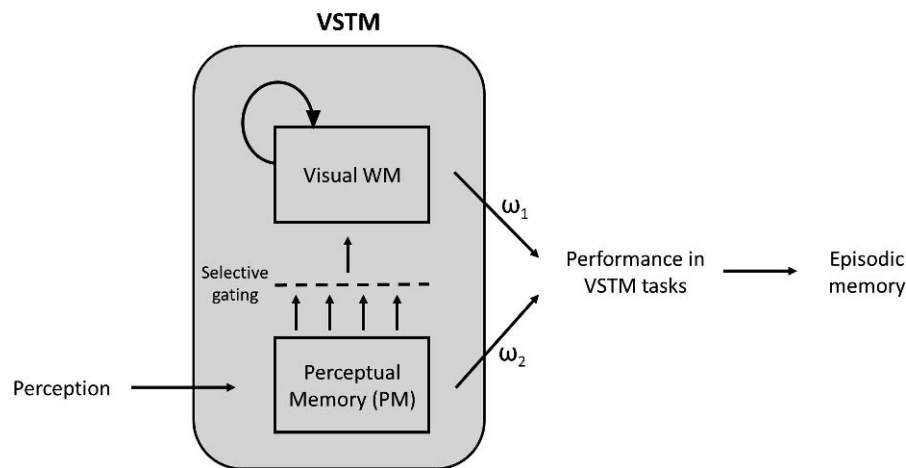 VSTM
Visual WM
ω1
Selective
gating
Performance in
VSTM tasks
Episodic
memory
ω2
Perception
Perceptual
Memory (PM)